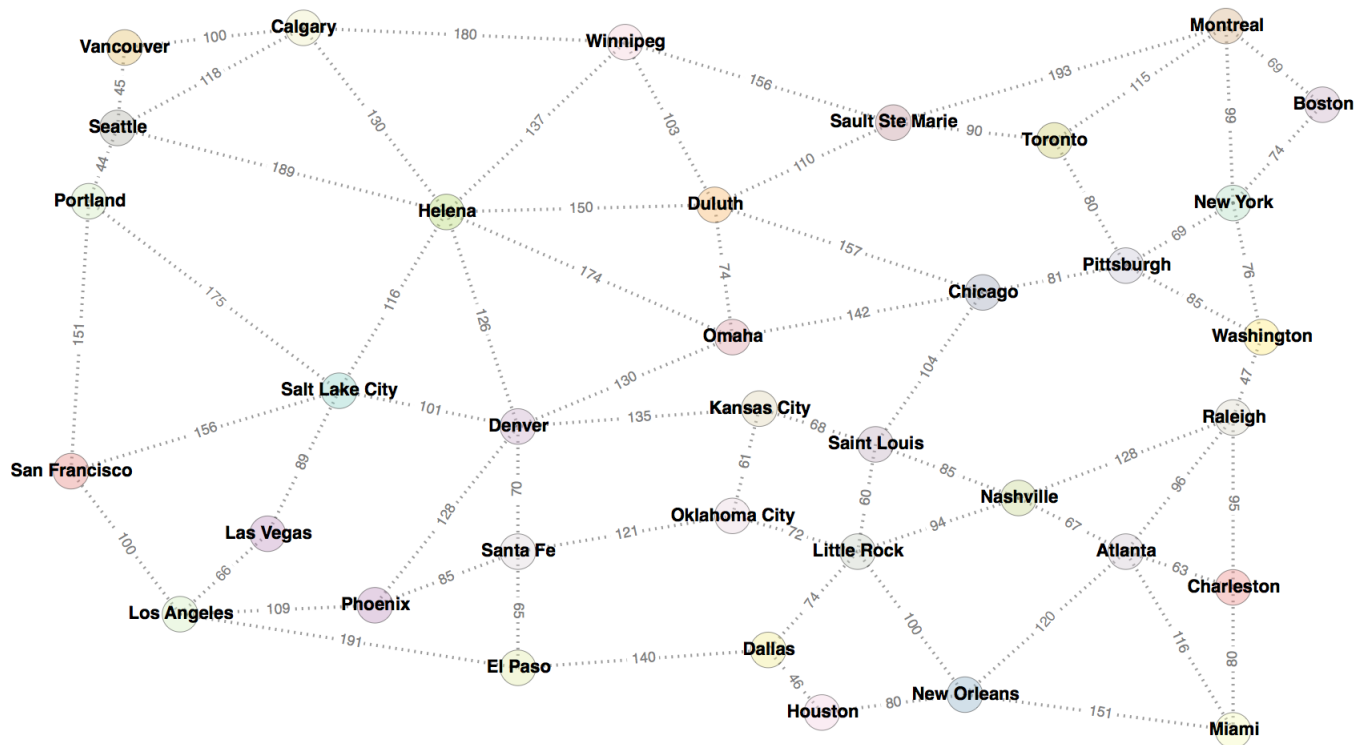 Calgary
Montreal
Vancouver
100
180
Winnipeg
193
69
118
156
115
Boston
45
Seattle
130
137
103
Sault Ste Marie
90
Toronto
66
74
44
189
110
Portland
Helena
150
Duluth
80
New York
69
157
Pittsburgh
76
174
74
81
175
116
Chicago
85
151
126
142
Omaha
Washington
104
47
130
Salt Lake City
101
Kansas City
Raleigh
Denver
135
68
156
Saint Louis
128
89
61
San Francisco
85
96
95
70
Nashville
128
60
Oklahoma City
Las Vegas
121
72
94
67
100
Santa Fe
Little Rock
Atlanta
66
85
63
Charleston
109
Phoenix
74
Los Angeles
100
120
65
116
191
Dallas
80
El Paso
140
46
New Orleans
80
Houston
151
Miami